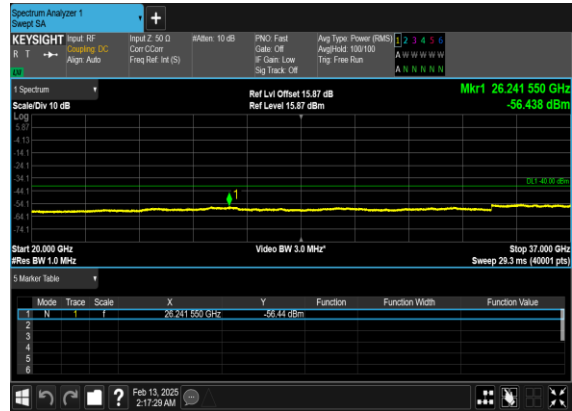 Spectrum Analyzer 1
Swept SA
+
KEYSIGHT
R T
Input: RF
Coupling: DC
Align: Auto
Input Z: 50 Ω
Corr CCorr
Freq Ref: Int (S)
#Atten: 10 dB
PNO: Fast
Gate: Off
IF Gain: Low
Sig Track: Off
Avg Type: Power (RMS)
Avg|Hold: 100/100
Trig: Free Run
1 2 3 4 5 6
A W W W W W
A N N N N N
1 Spectrum
Scale/Div 10 dB
Ref Lvl Offset 15.87 dB
Ref Level 15.87 dBm
Mkr1 26.241 550 GHz
-56.438 dBm
Log
5.87
-4.13
-14.1
-24.1
-34.1
-44.1
-54.1
-64.1
-74.1
1
DL1 -40.00 dBm
Start 20.000 GHz
#Res BW 1.0 MHz
Video BW 3.0 MHz*
Stop 37.000 GHz
Sweep 29.3 ms (40001 pts)
5 Marker Table
Mode Trace Scale X Y Function Function Width Function Value
1 N 1 f 26.241 550 GHz -56.44 dBm
2
3
4
5
6
?
Feb 13, 2025
2:17:29 AM